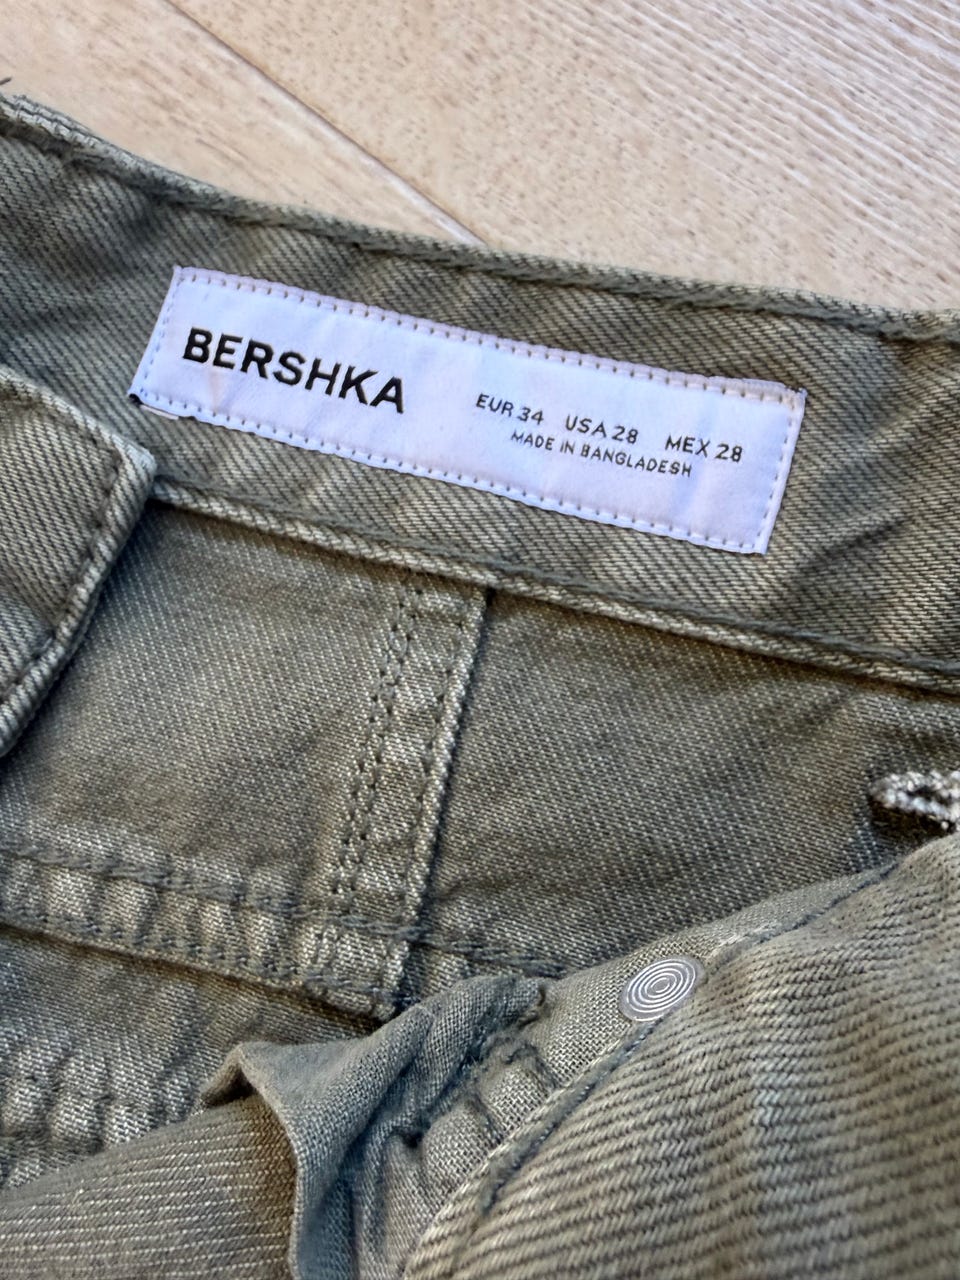 BERSHKA
EUR 34 USA 28 MEX 28
MADE IN BANGLADESH